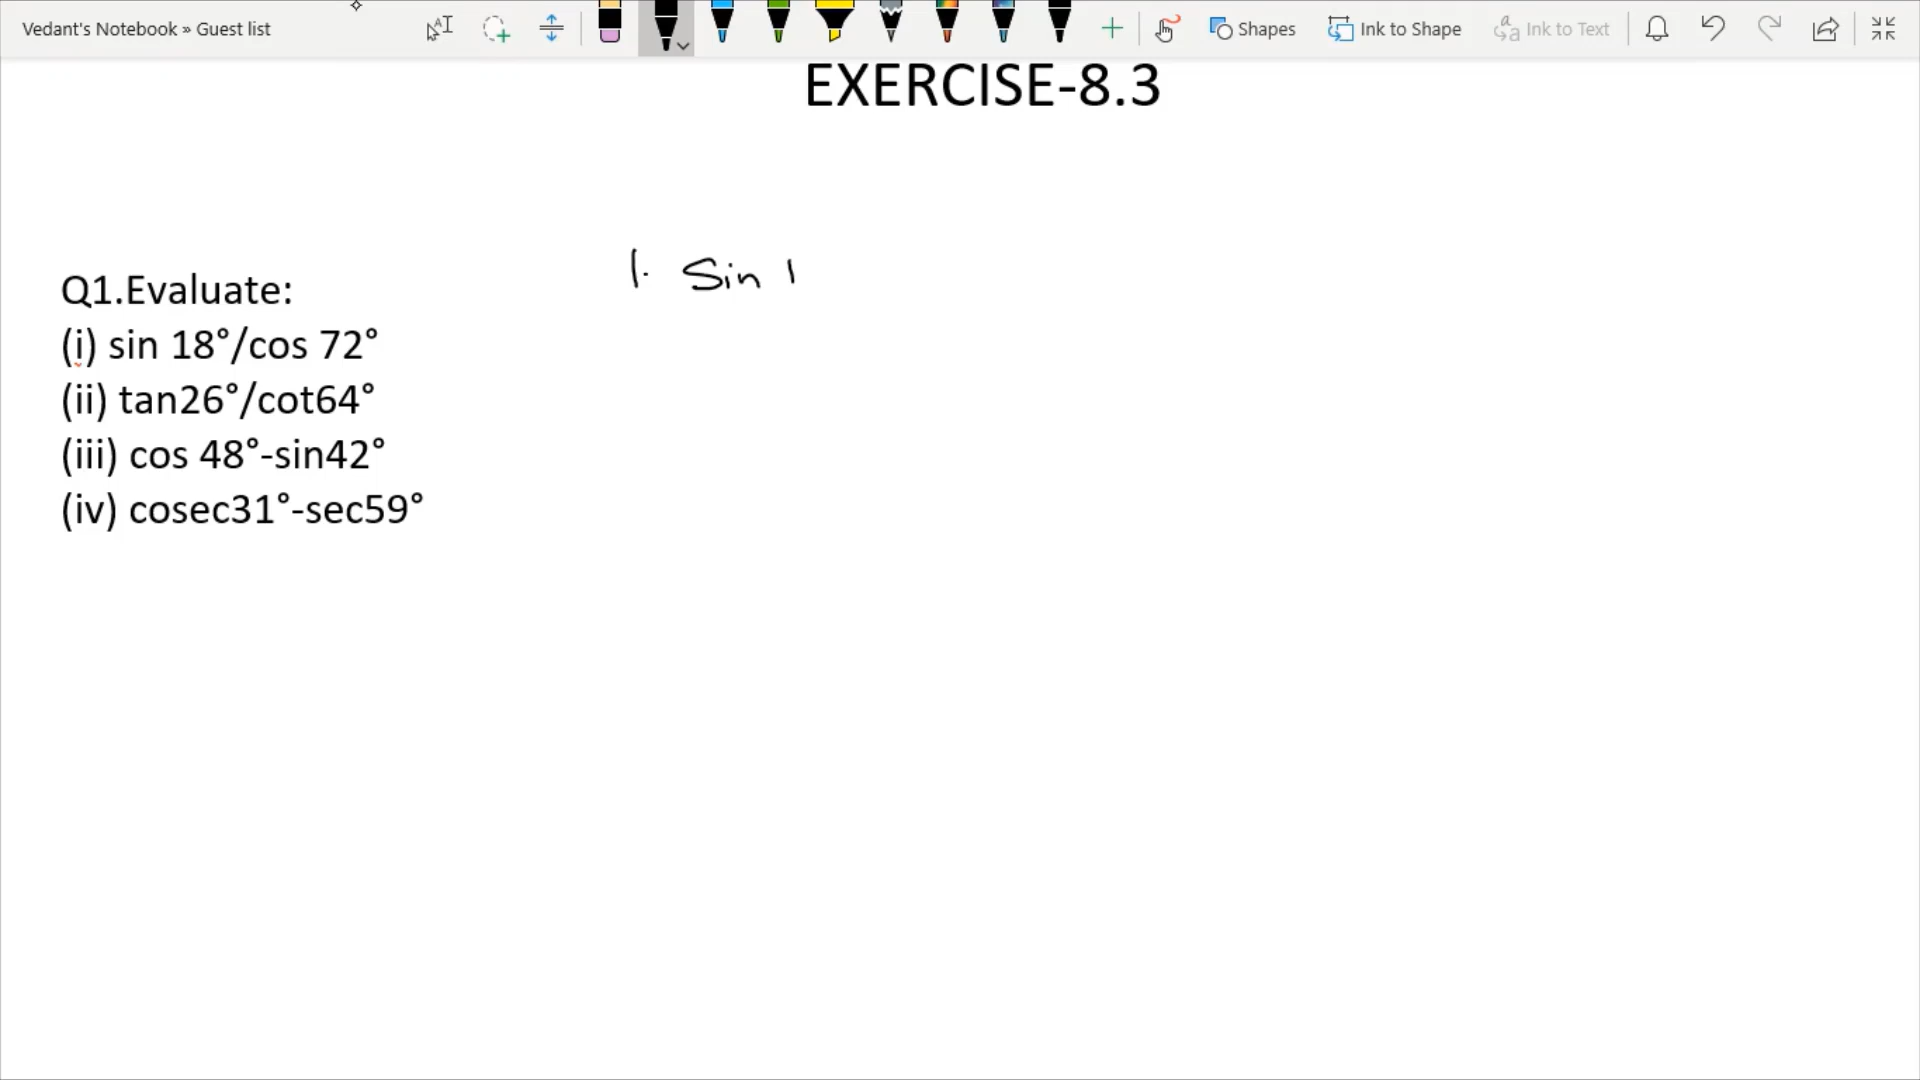 Vedant's Notebook » Guest list
Shapes
Ink to Shape
Ink to Text
EXERCISE-8.3
1. Sin 1
Q1.Evaluate:
(i) sin 18°/cos 72°
(ii) tan26°/cot64°
(iii) cos 48°-sin42°
(iv) cosec31°-sec59°